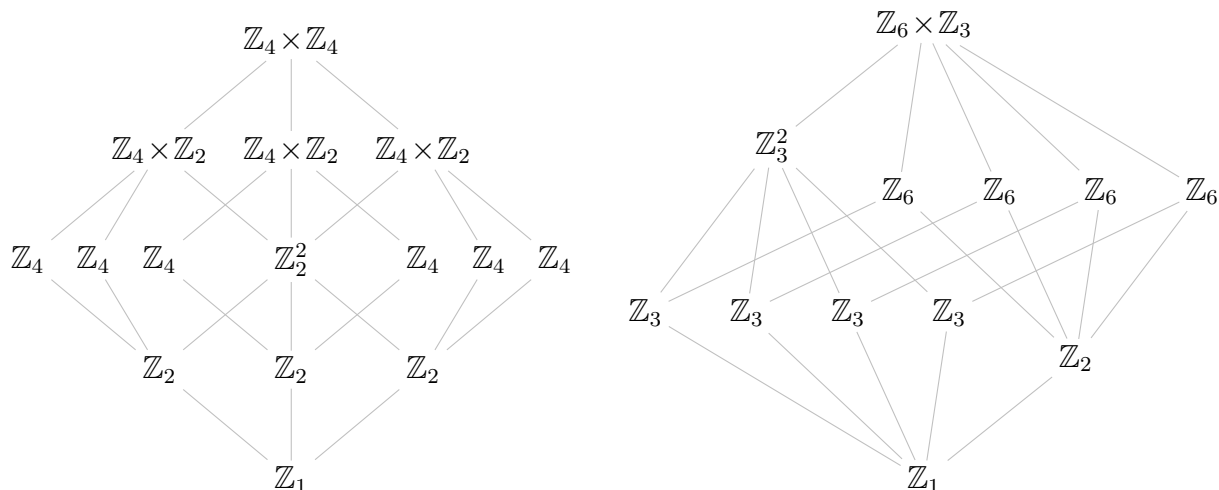 ℤ₄ × ℤ₄
ℤ₄ × ℤ₂ ℤ₄ × ℤ₂ ℤ₄ × ℤ₂
ℤ₄ ℤ₄ ℤ₄ ℤ₂² ℤ₄ ℤ₄ ℤ₄
ℤ₂ ℤ₂ ℤ₂
ℤ₁
ℤ₆ × ℤ₃
ℤ₃²
ℤ₆ ℤ₆ ℤ₆ ℤ₆
ℤ₃ ℤ₃ ℤ₃ ℤ₃
ℤ₂
ℤ₁